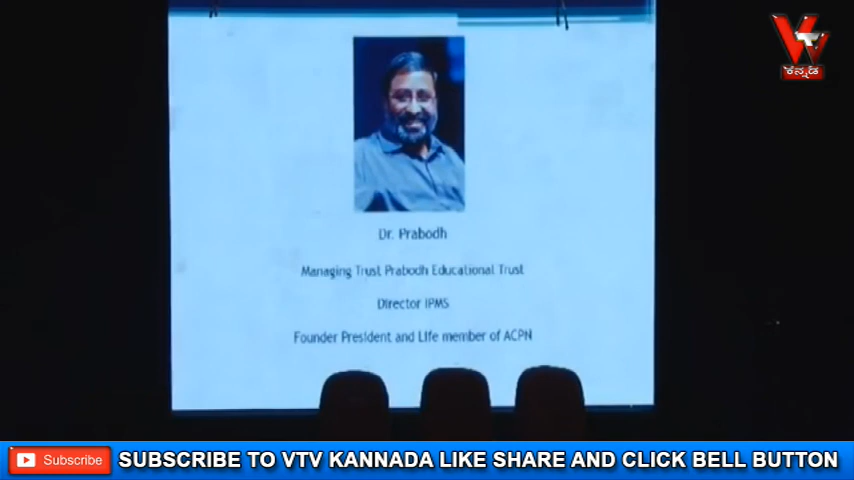 VTV
ಕನ್ನಡ
Dr. Prabodh
Managing Trust Prabodh Educational Trust
Director IPMS
Founder President and Life member of ACPN
Subscribe
SUBSCRIBE TO VTV KANNADA LIKE SHARE AND CLICK BELL BUTTON